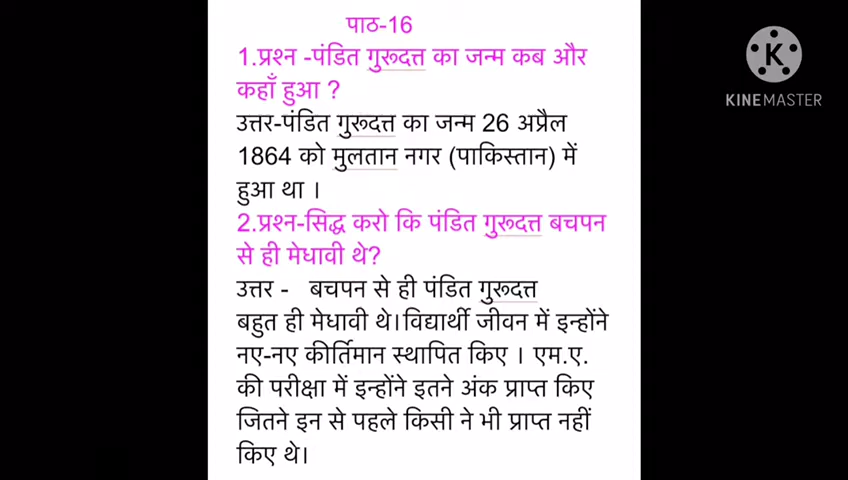 पाठ-16
1.प्रश्न -पंडित गुरूदत्त का जन्म कब और
कहाँ हुआ ?
उत्तर-पंडित गुरूदत्त का जन्म 26 अप्रैल
1864 को मुलतान नगर (पाकिस्तान) में
हुआ था ।
2.प्रश्न-सिद्ध करो कि पंडित गुरूदत्त बचपन
से ही मेधावी थे?
उत्तर - बचपन से ही पंडित गुरूदत्त
बहुत ही मेधावी थे।विद्यार्थी जीवन में इन्होंने
नए-नए कीर्तिमान स्थापित किए । एम.ए.
की परीक्षा में इन्होंने इतने अंक प्राप्त किए
जितने इन से पहले किसी ने भी प्राप्त नहीं
किए थे।
K
KINEMASTER